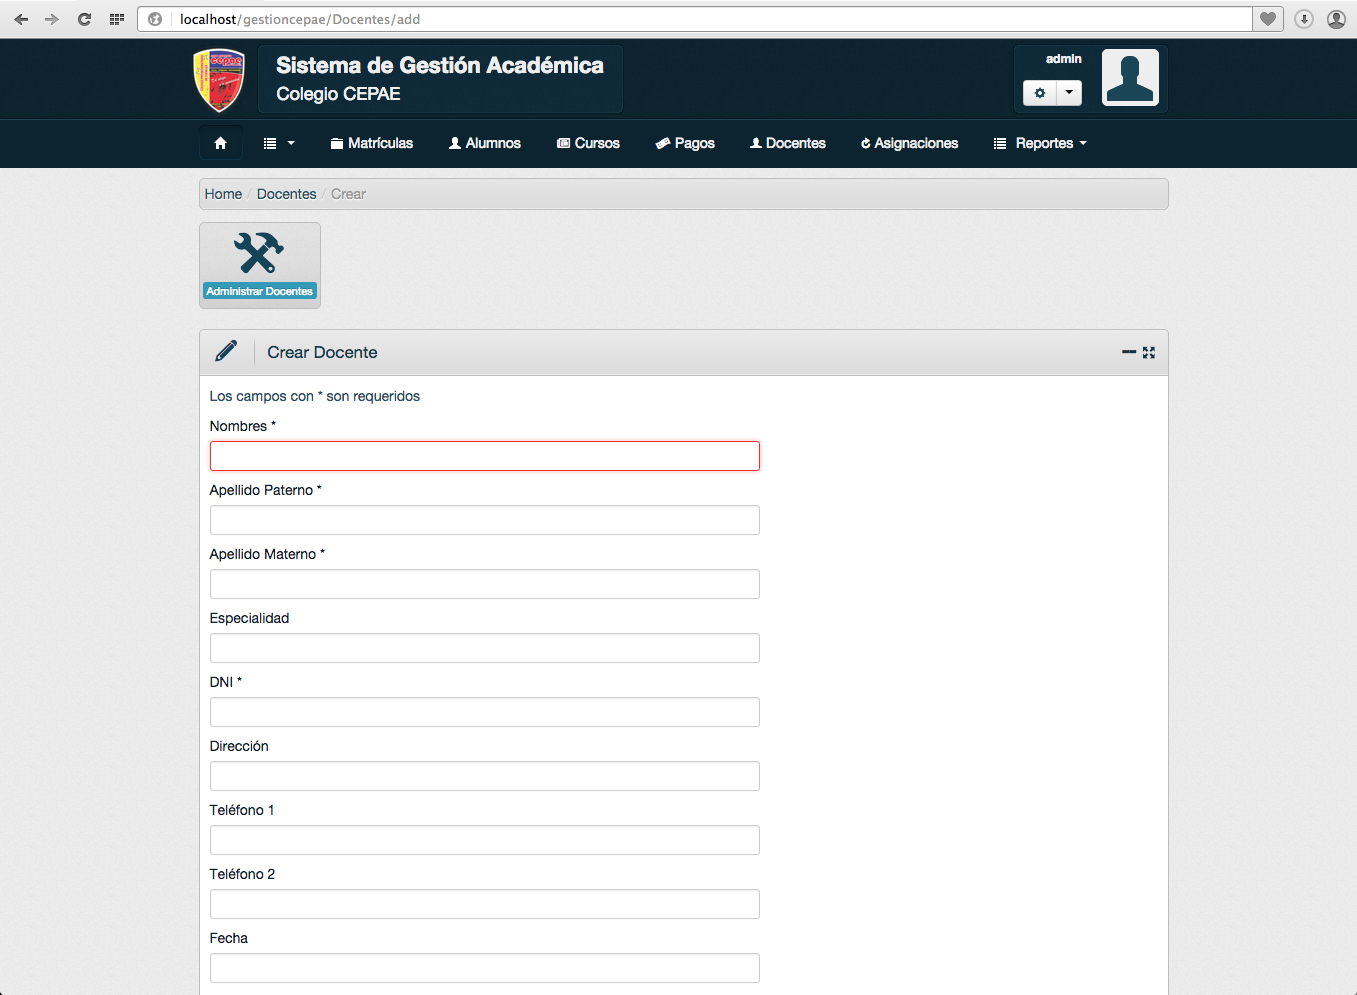 localhost/gestioncepae/Docentes/add
cepae
Sistema de Gestión Académica
Colegio CEPAE
admin
Matrículas
Alumnos
Cursos
Pagos
Docentes
Asignaciones
Reportes
Home / Docentes / Crear
Administrar Docentes
Crear Docente
Los campos con * son requeridos
Nombres *
Apellido Paterno *
Apellido Materno *
Especialidad
DNI *
Dirección
Teléfono 1
Teléfono 2
Fecha